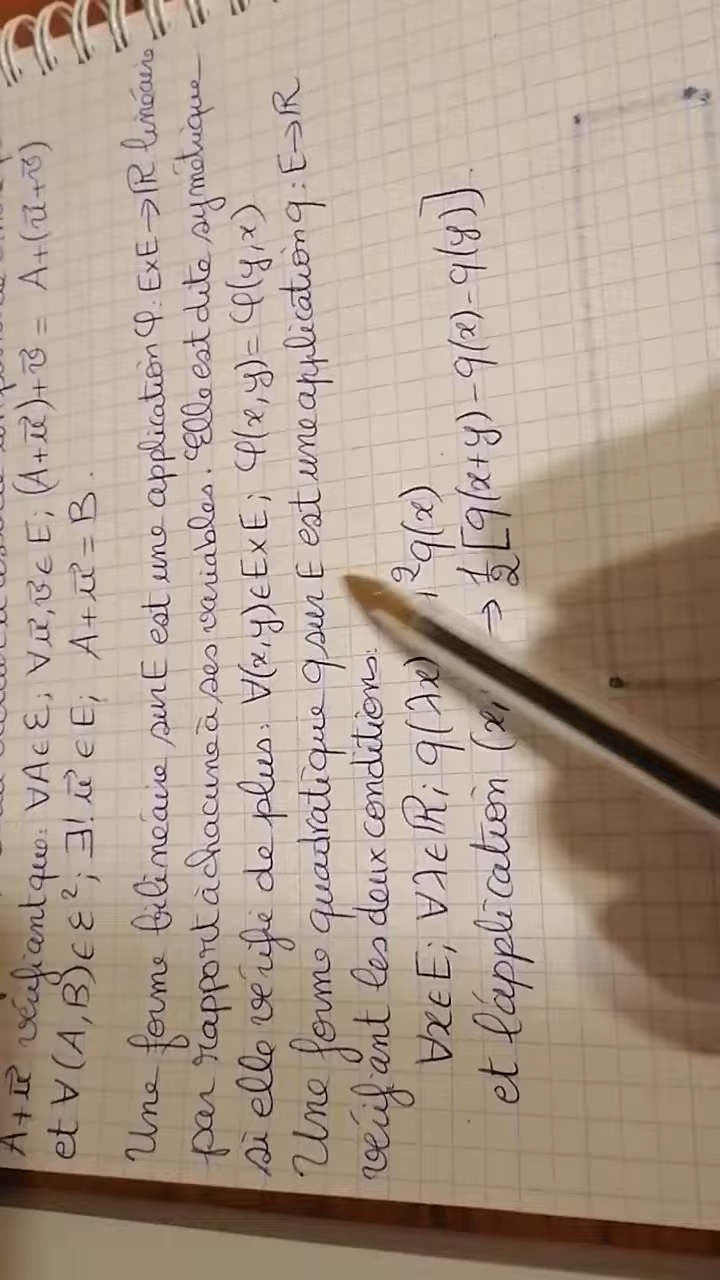 A+u⃗ vérifiant que: ∀A∈Ɛ; ∀u⃗,v⃗∈E; (A+u⃗)+v⃗ = A+(u⃗+v⃗)
et ∀(A,B)∈Ɛ²; ∃! u⃗ ∈E; A+u⃗=B.
Une forme bilinéaire sur E est une application φ: E×E→ℝ linéaire
par rapport à chacune à ses variables. Elle est dite symétrique
si elle vérifie de plus: ∀(x,y)∈E×E; φ(x,y)=φ(y,x)
Une forme quadratique q sur E est une application q: E→ℝ
vérifiant les deux conditions:
∀x∈E; ∀λ∈ℝ; q(λx) ²q(x)
et l'application (x, → 1/2 [q(x+y)-q(x)-q(y)].